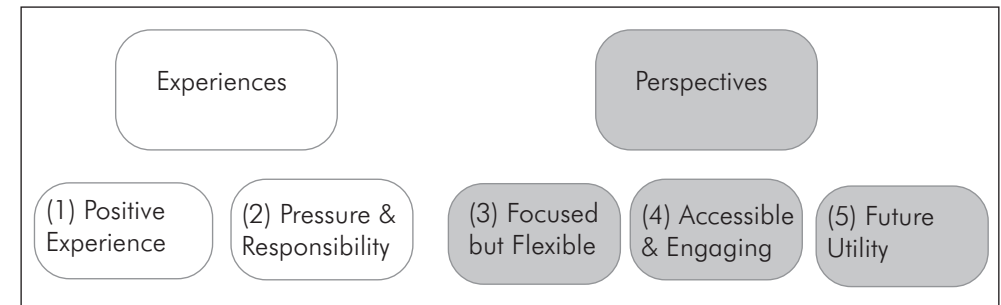 Experiences
Perspectives
(1) Positive
Experience
(2) Pressure &
Responsibility
(3) Focused
but Flexible
(4) Accessible
& Engaging
(5) Future
Utility